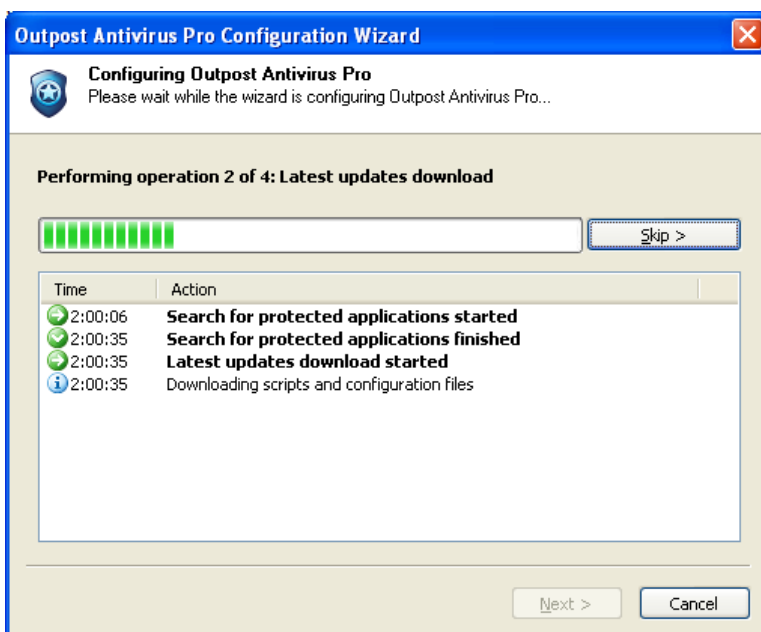 Outpost Antivirus Pro Configuration Wizard
Configuring Outpost Antivirus Pro
Please wait while the wizard is configuring Outpost Antivirus Pro...
Performing operation 2 of 4: Latest updates download
Skip >
Time Action
2:00:06 Search for protected applications started
2:00:35 Search for protected applications finished
2:00:35 Latest updates download started
2:00:35 Downloading scripts and configuration files
Next > Cancel